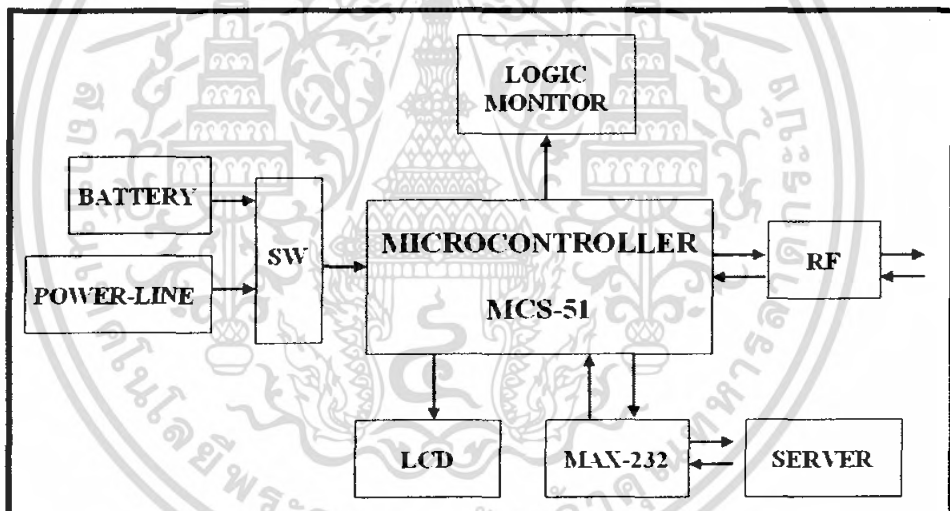 LOGIC
MONITOR
BATTERY
SW
POWER-LINE
MICROCONTROLLER
MCS-51
RF
LCD
MAX-232
SERVER